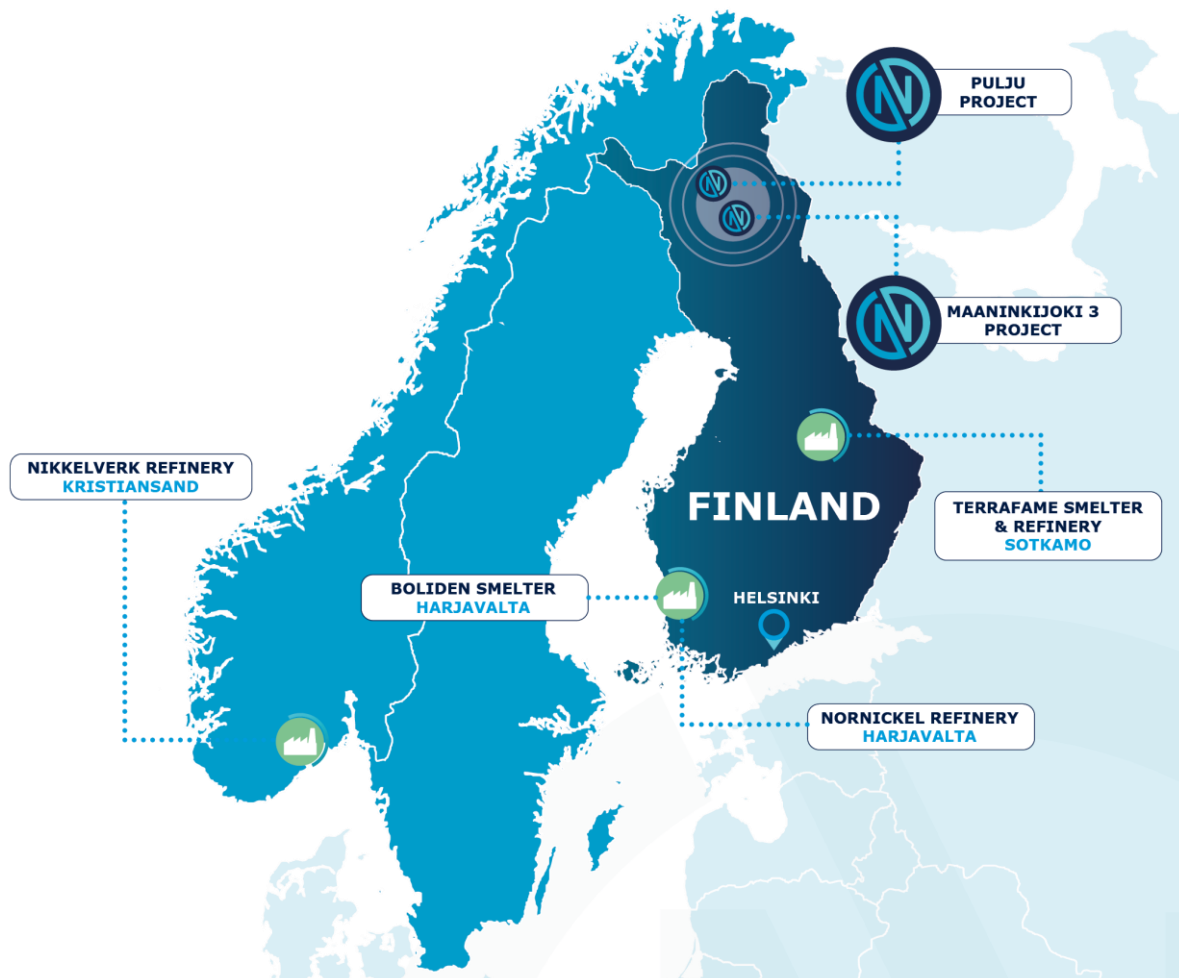 PULJU
PROJECT
MAANINKIJOKI 3
PROJECT
NIKKELVERK REFINERY
KRISTIANSAND
FINLAND
TERRAFAME SMELTER
& REFINERY
SOTKAMO
BOLIDEN SMELTER
HARJAVALTA
HELSINKI
NORNICKEL REFINERY
HARJAVALTA